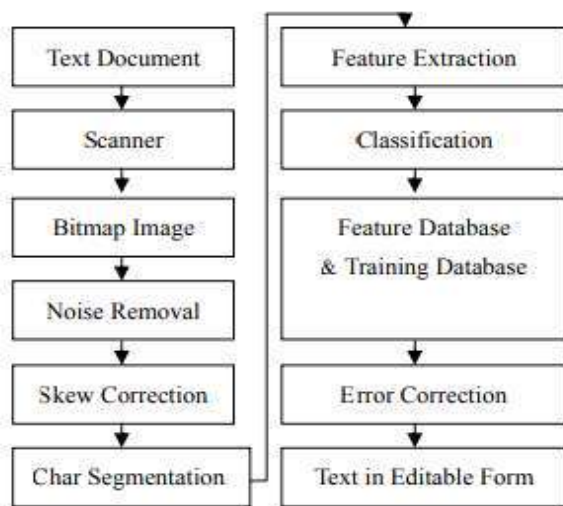 Text Document
Scanner
Bitmap Image
Noise Removal
Skew Correction
Char Segmentation
Feature Extraction
Classification
Feature Database
& Training Database
Error Correction
Text in Editable Form